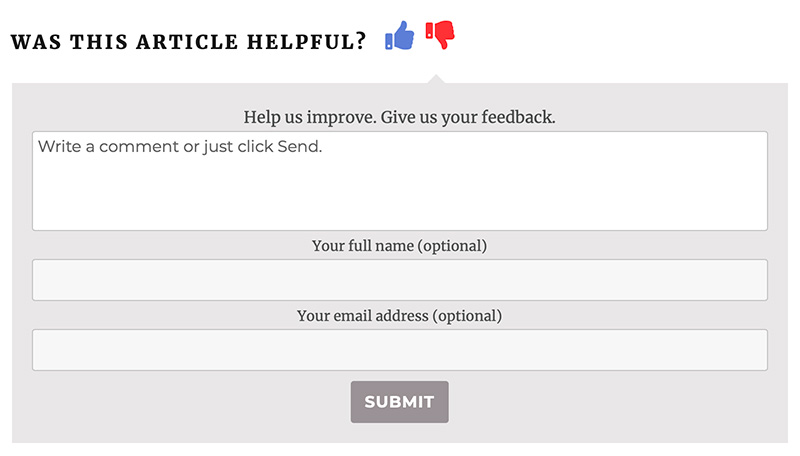 WAS THIS ARTICLE HELPFUL?
Help us improve. Give us your feedback.
Write a comment or just click Send.
Your full name (optional)
Your email address (optional)
SUBMIT